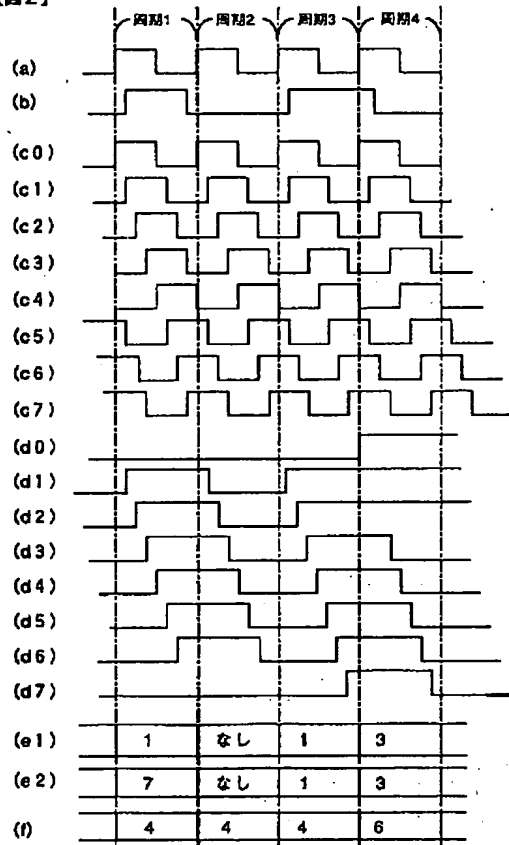 【図2】
周期1 周期2 周期3 周期4
(a)
(b)
(c0)
(c1)
(c2)
(c3)
(c4)
(c5)
(c6)
(c7)
(d0)
(d1)
(d2)
(d3)
(d4)
(d5)
(d6)
(d7)
(e1) 1 なし 1 3
(e2) 7 なし 1 3
(f) 4 4 4 6